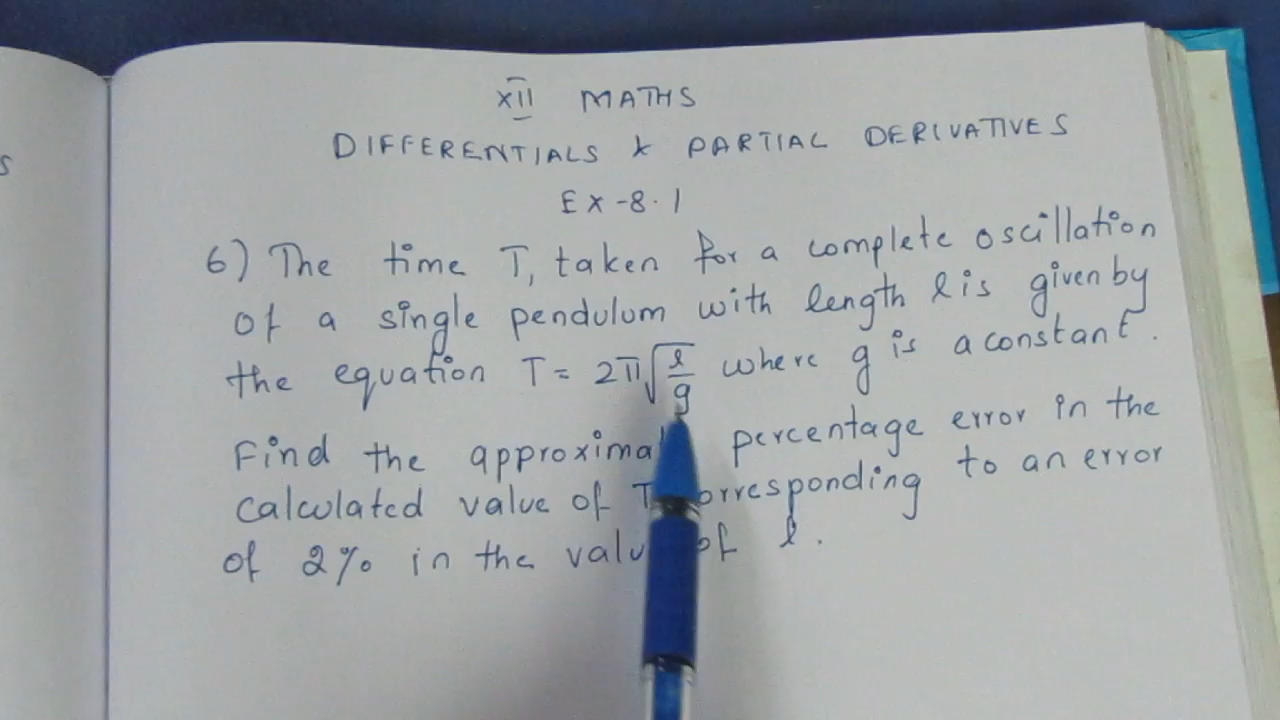 s
XII MATHS
DIFFERENTIALS & PARTIAL DERIVATIVES
EX-8.1
6) The time T, taken for a complete oscillation
of a single pendulum with length l is given by
the equation T = 2π√(l/g) where g is a constant.
Find the approxima percentage error in the
calculated value of T orresponding to an error
of 2% in the valu of l.